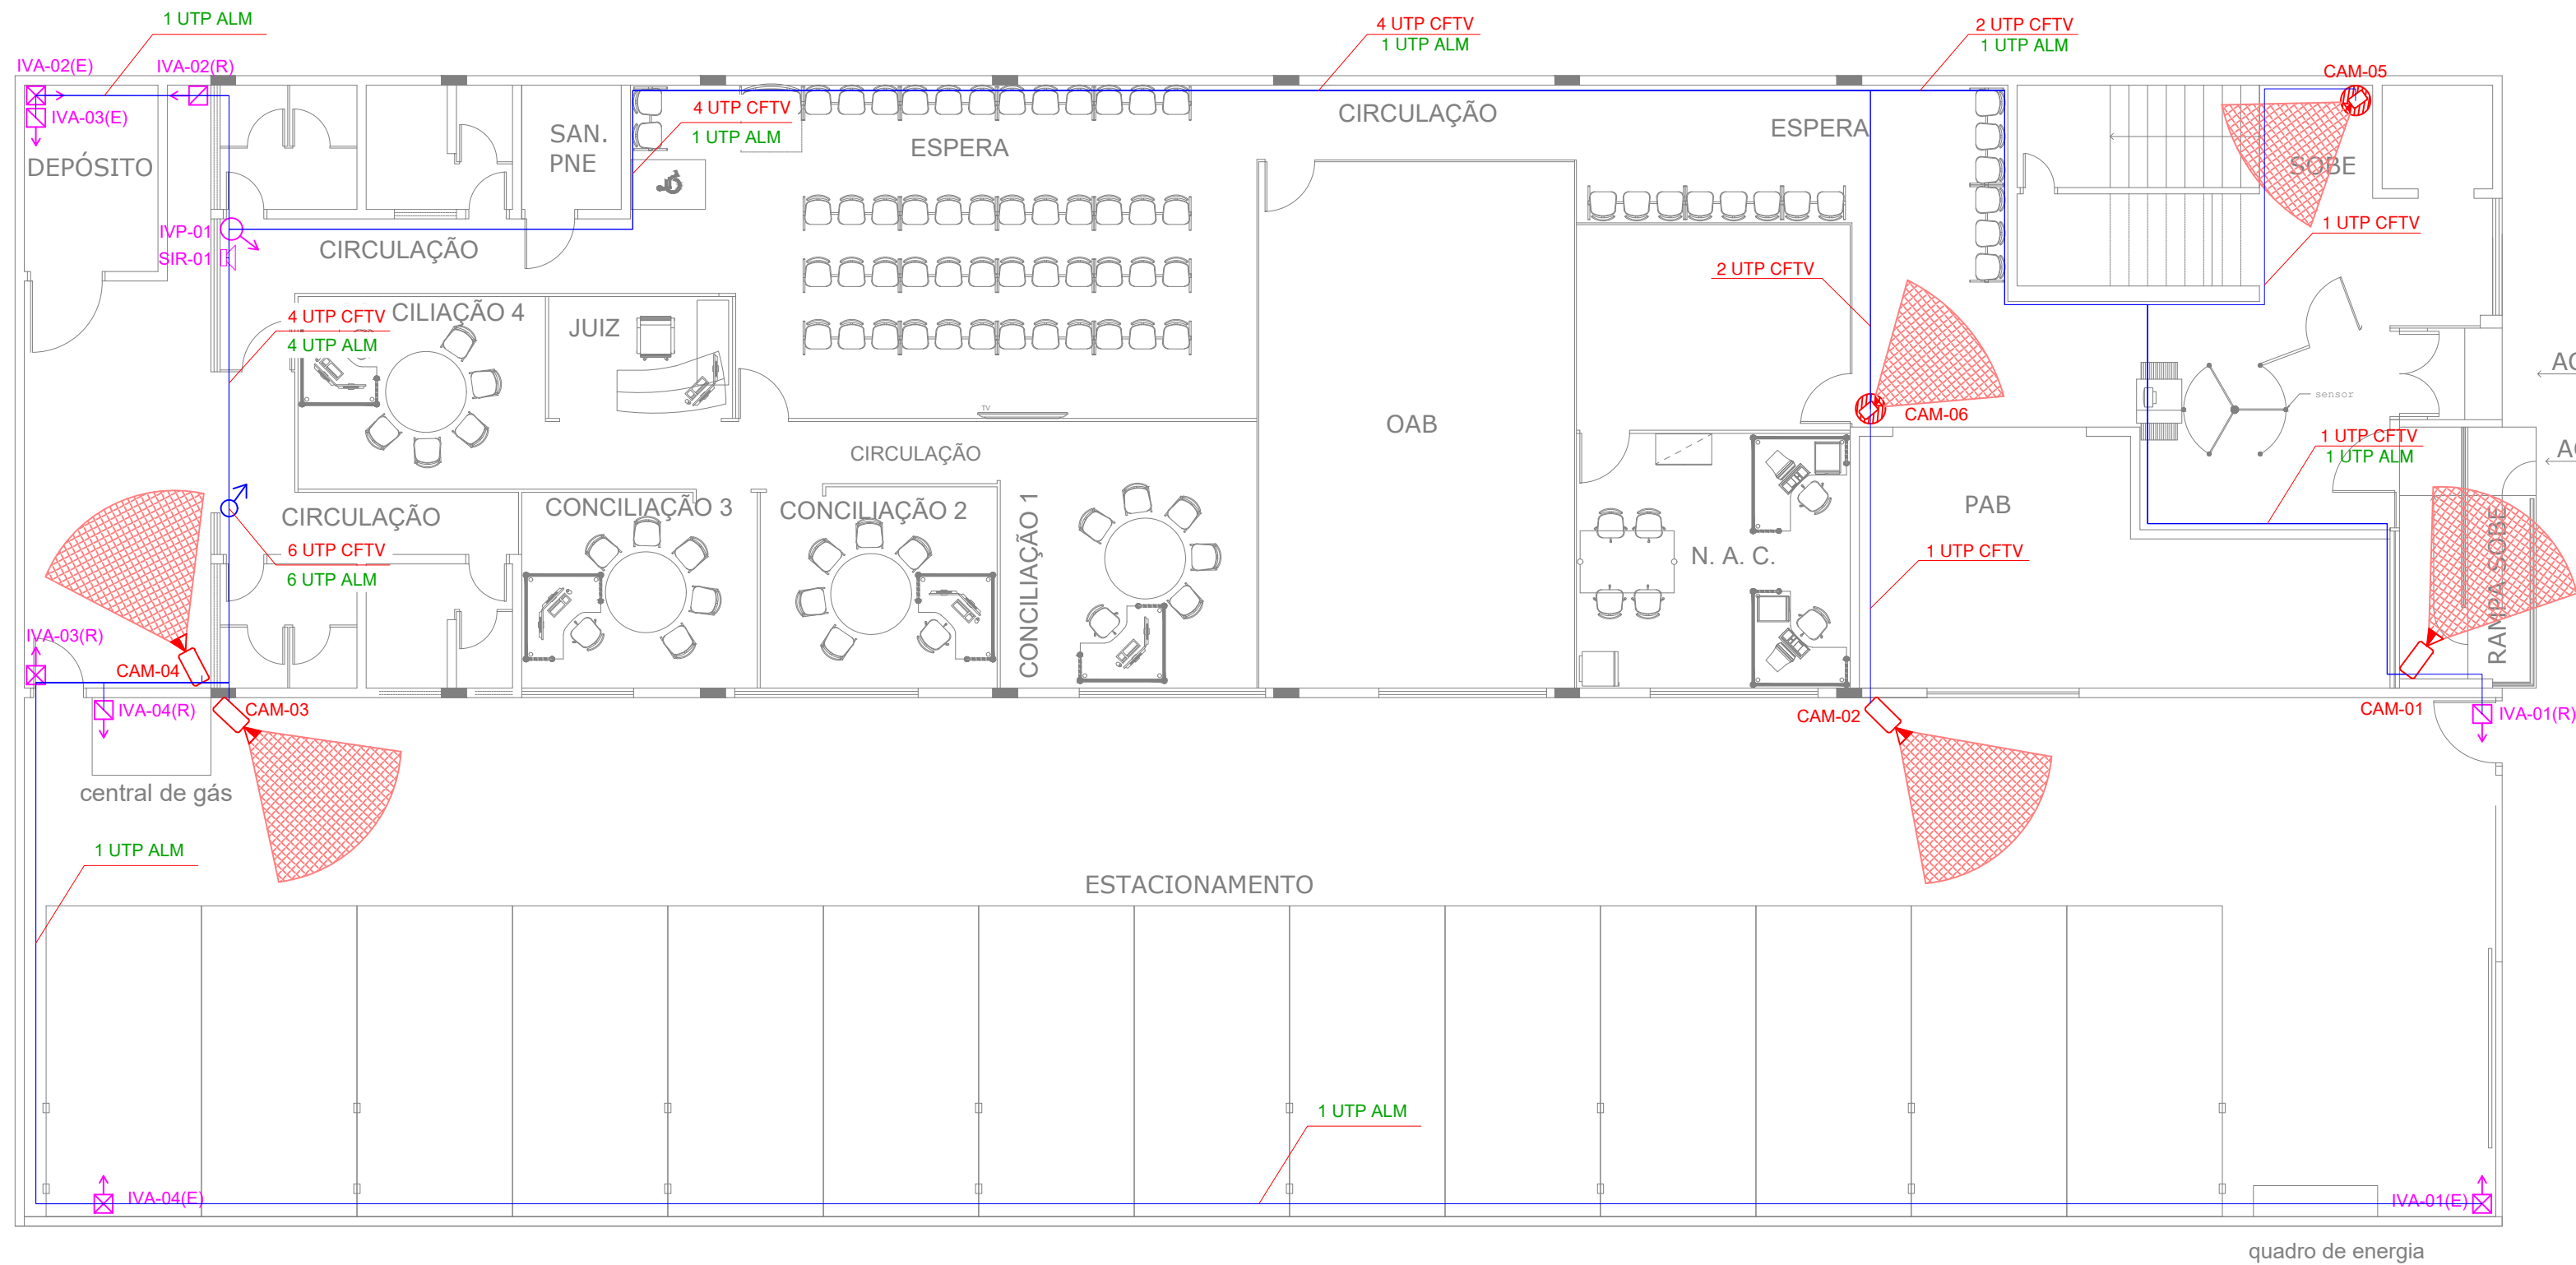 1 UTP ALM
4 UTP CFTV
1 UTP ALM
2 UTP CFTV
1 UTP ALM
IVA-02(E)
IVA-02(R)
CAM-05
IVA-03(E)
4 UTP CFTV
1 UTP ALM
CIRCULAÇÃO
ESPERA
SAN.
PNE
ESPERA
DEPÓSITO
SOBE
IVP-01
SIR-01
CIRCULAÇÃO
1 UTP CFTV
2 UTP CFTV
4 UTP CFTV
4 UTP ALM
CILIAÇÃO 4
JUIZ
TV
sensor
CAM-06
OAB
1 UTP CFTV
1 UTP ALM
CIRCULAÇÃO
CIRCULAÇÃO
CONCILIAÇÃO 3
CONCILIAÇÃO 2
CONCILIAÇÃO 1
PAB
N. A. C.
1 UTP CFTV
6 UTP CFTV
6 UTP ALM
RAMPA SOBE
IVA-03(R)
CAM-04
IVA-04(R)
CAM-03
CAM-02
CAM-01
IVA-01(R)
central de gás
1 UTP ALM
ESTACIONAMENTO
1 UTP ALM
IVA-04(E)
IVA-01(E)
quadro de energia